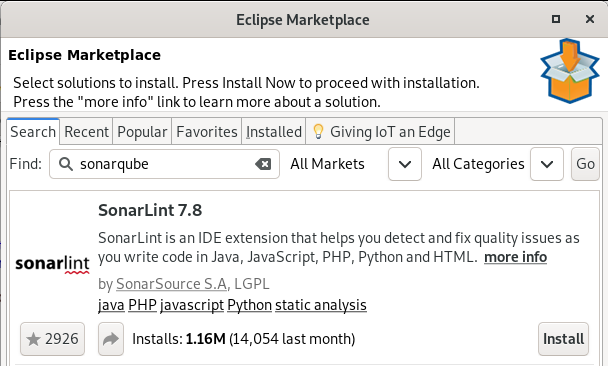 Eclipse Marketplace
Eclipse Marketplace
Select solutions to install. Press Install Now to proceed with installation.
Press the "more info" link to learn more about a solution.
Search Recent Popular Favorites Installed Giving IoT an Edge
Find: sonarqube All Markets All Categories Go
SonarLint 7.8
SonarLint is an IDE extension that helps you detect and fix quality issues as
you write code in Java, JavaScript, PHP, Python and HTML. more info
sonarlint
by SonarSource S.A, LGPL
java PHP javascript Python static analysis
2926 Installs: 1.16M (14,054 last month) Install